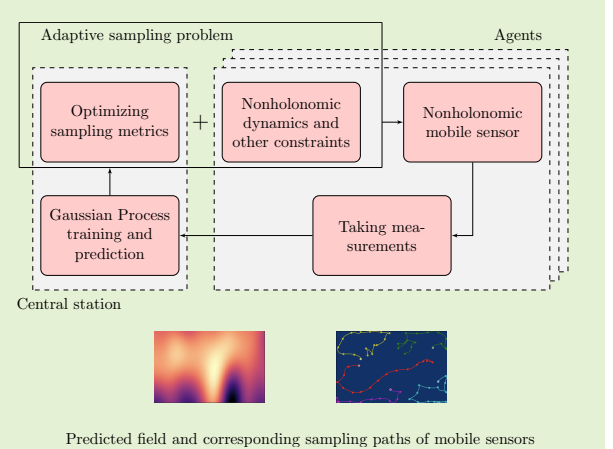 Adaptive sampling problem
Agents
Optimizing
sampling metrics
+
Nonholonomic
dynamics and
other constraints
Nonholonomic
mobile sensor
Gaussian Process
training and
prediction
Taking mea-
surements
Central station
Predicted field and corresponding sampling paths of mobile sensors